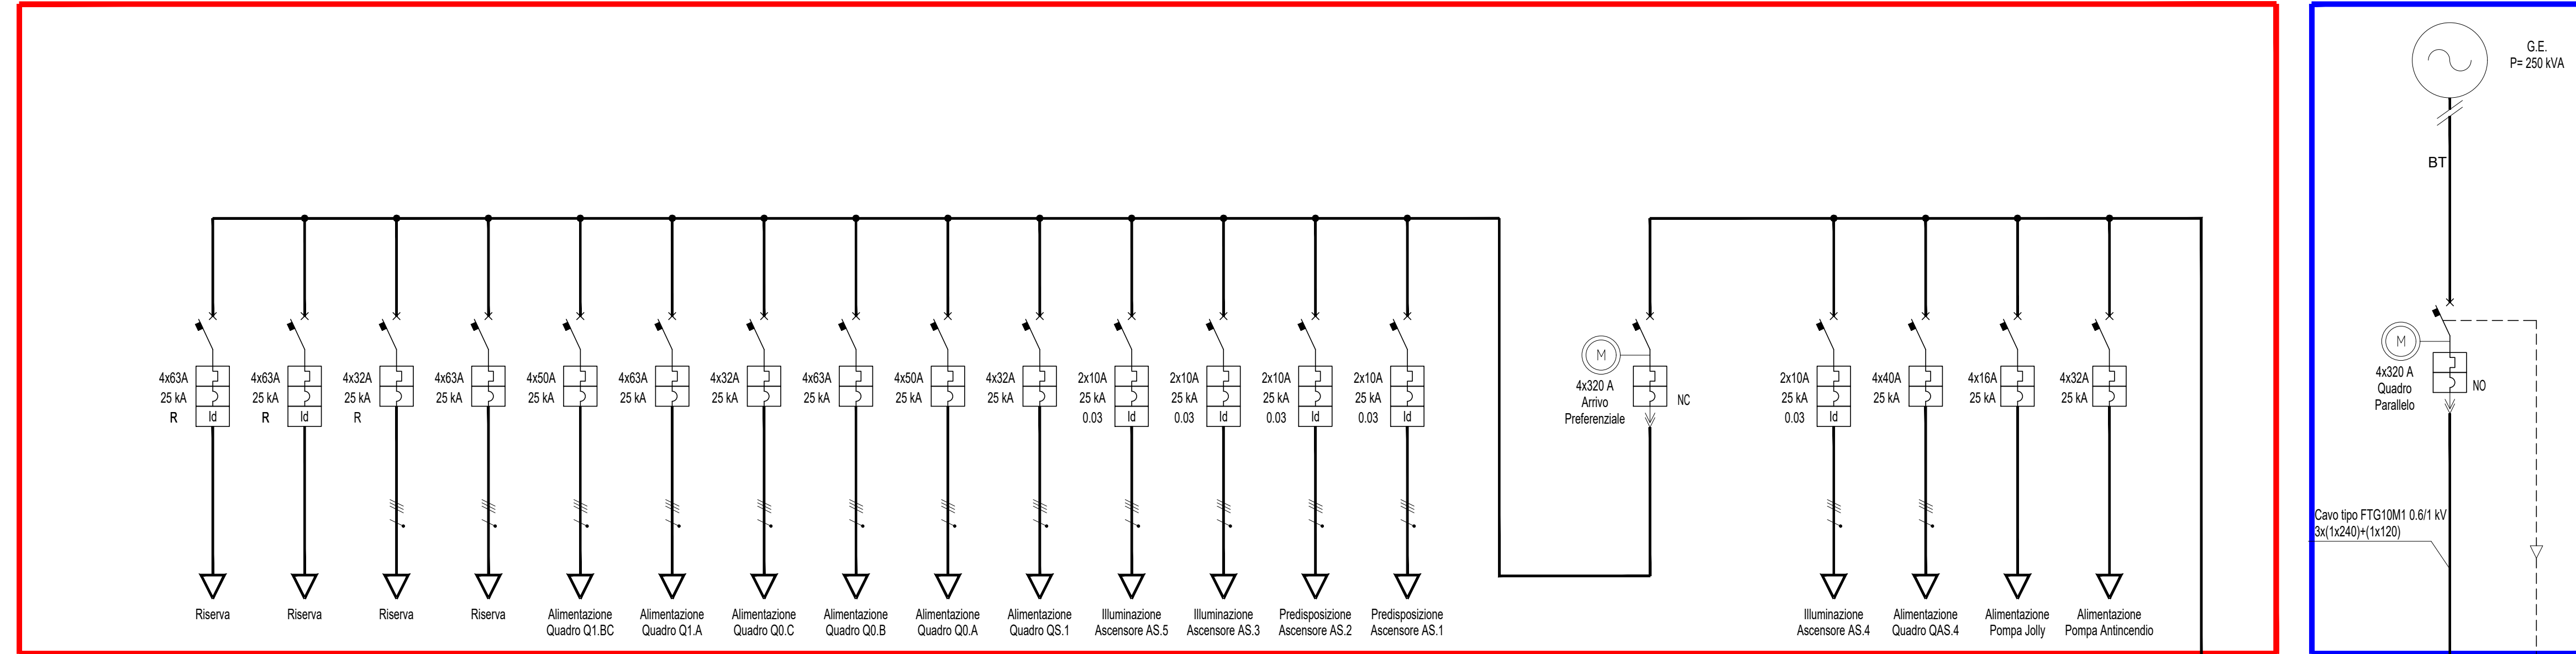 G.E.
P= 250 kVA
BT
4x63A
25 kA
R
Id
4x63A
25 kA
R
Id
4x32A
25 kA
R
4x63A
25 kA
4x50A
25 kA
4x63A
25 kA
4x32A
25 kA
4x63A
25 kA
4x50A
25 kA
4x32A
25 kA
2x10A
25 kA
0.03
Id
2x10A
25 kA
0.03
Id
2x10A
25 kA
0.03
Id
2x10A
25 kA
0.03
Id
M
4x320 A
Arrivo
Preferenziale
NC
2x10A
25 kA
0.03
Id
4x40A
25 kA
4x16A
25 kA
4x32A
25 kA
M
4x320 A
Quadro
Parallelo
NO
Cavo tipo FTG10M1 0.6/1 kV
3x(1x240)+(1x120)
Riserva
Riserva
Riserva
Riserva
Alimentazione
Quadro Q1.BC
Alimentazione
Quadro Q1.A
Alimentazione
Quadro Q0.C
Alimentazione
Quadro Q0.B
Alimentazione
Quadro Q0.A
Alimentazione
Quadro QS.1
Illuminazione
Ascensore AS.5
Illuminazione
Ascensore AS.3
Predisposizione
Ascensore AS.2
Predisposizione
Ascensore AS.1
Illuminazione
Ascensore AS.4
Alimentazione
Quadro QAS.4
Alimentazione
Pompa Jolly
Alimentazione
Pompa Antincendio